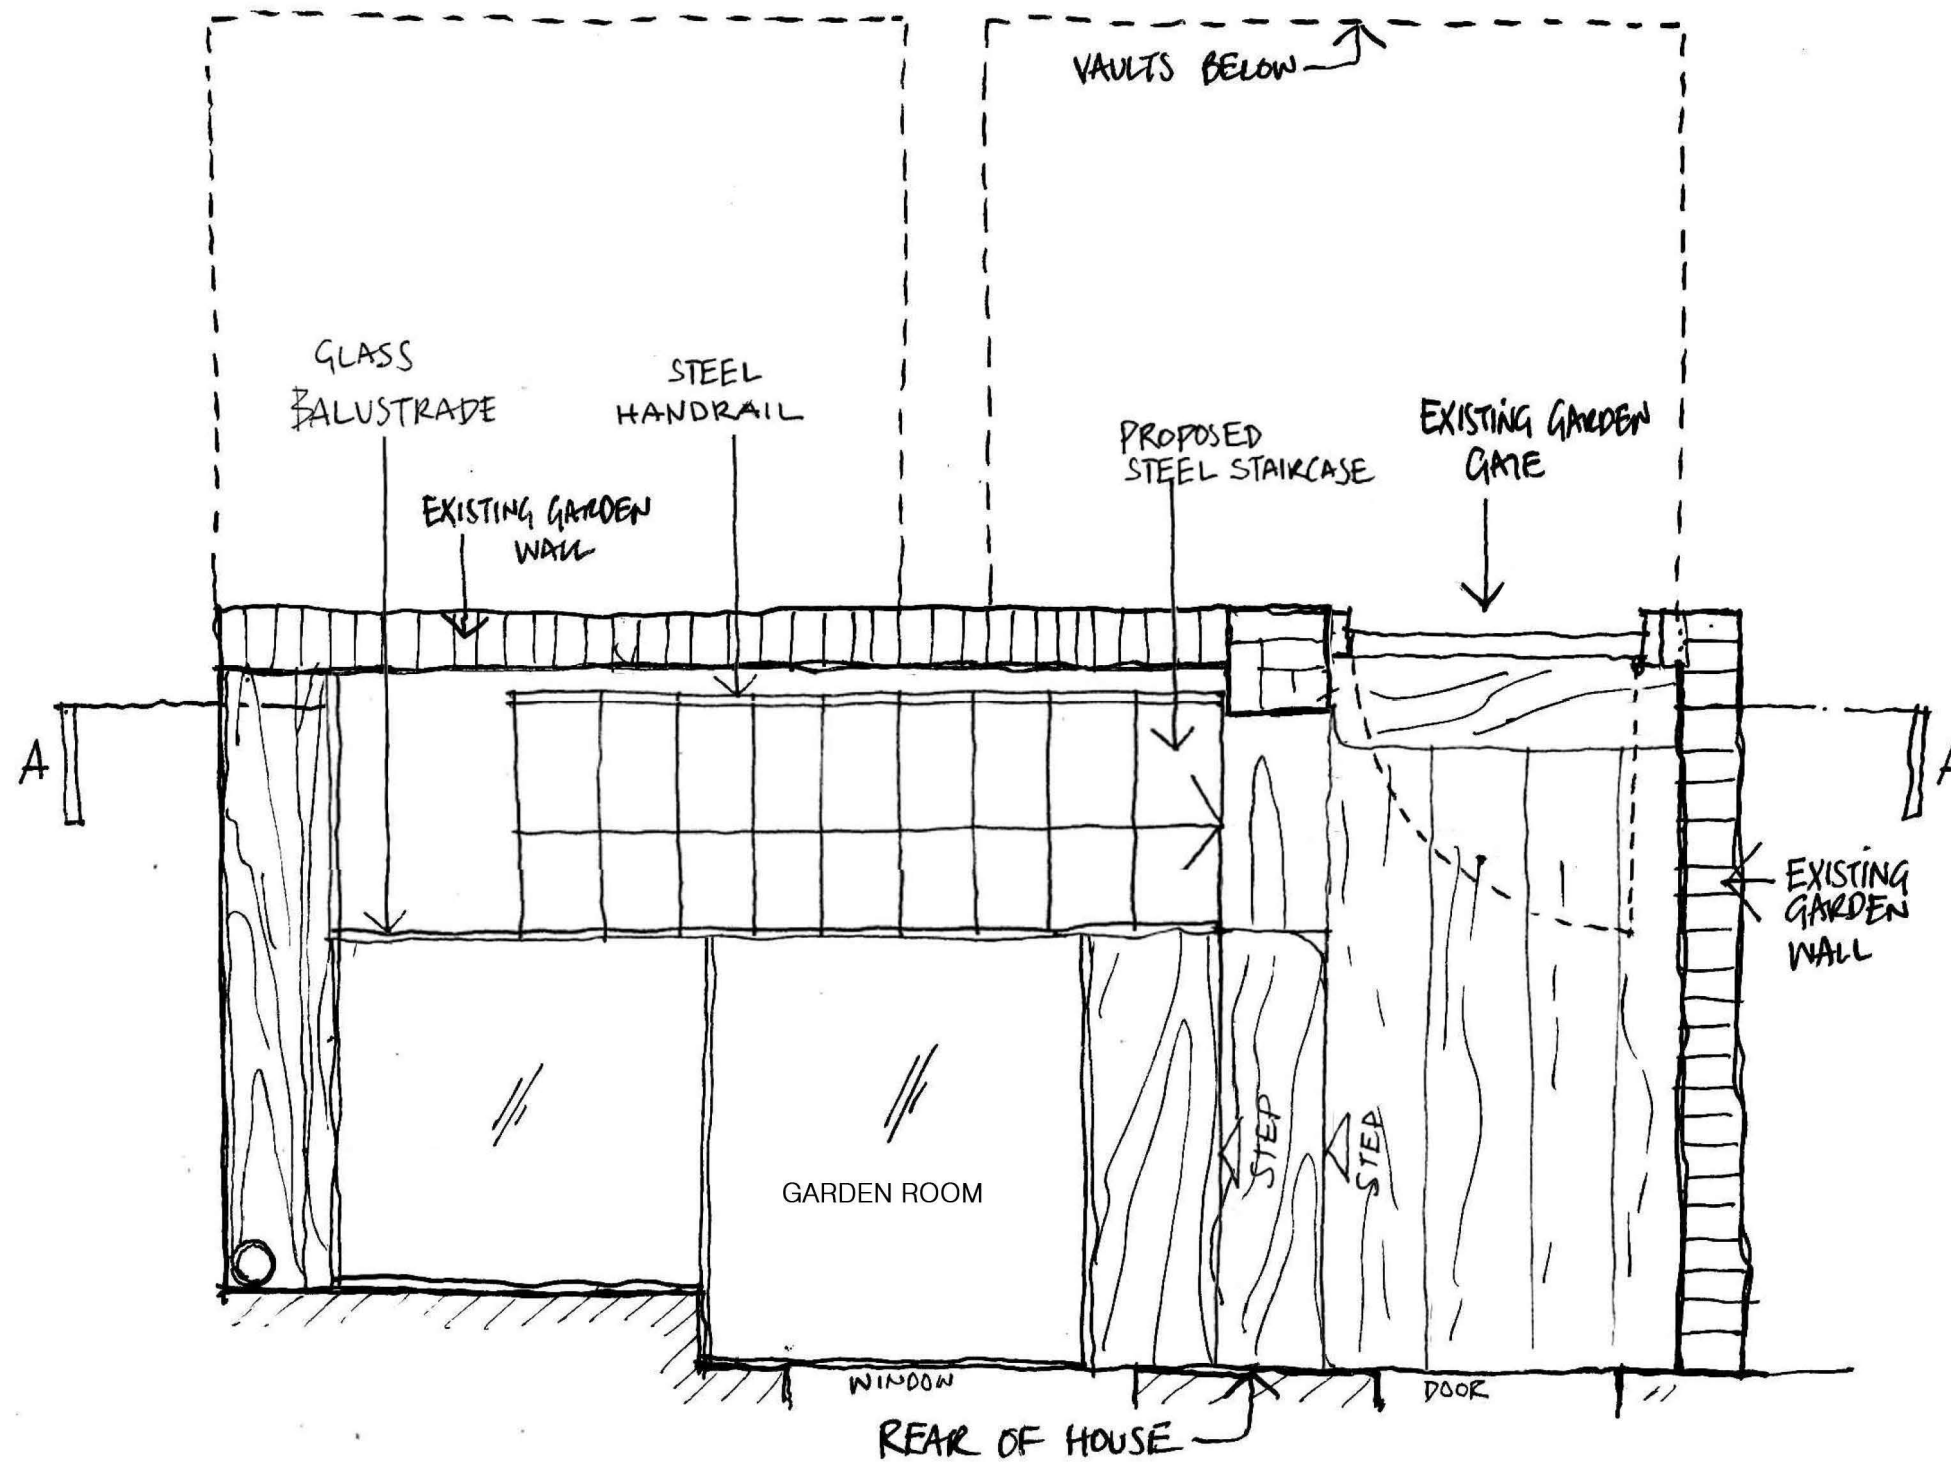 VAULTS BELOW
GLASS
BALUSTRADE
STEEL
HANDRAIL
EXISTING GARDEN
WALL
PROPOSED
STEEL STAIRCASE
EXISTING GARDEN
GATE
A
A
EXISTING
GARDEN
WALL
STEP
STEP
GARDEN ROOM
WINDOW
DOOR
REAR OF HOUSE